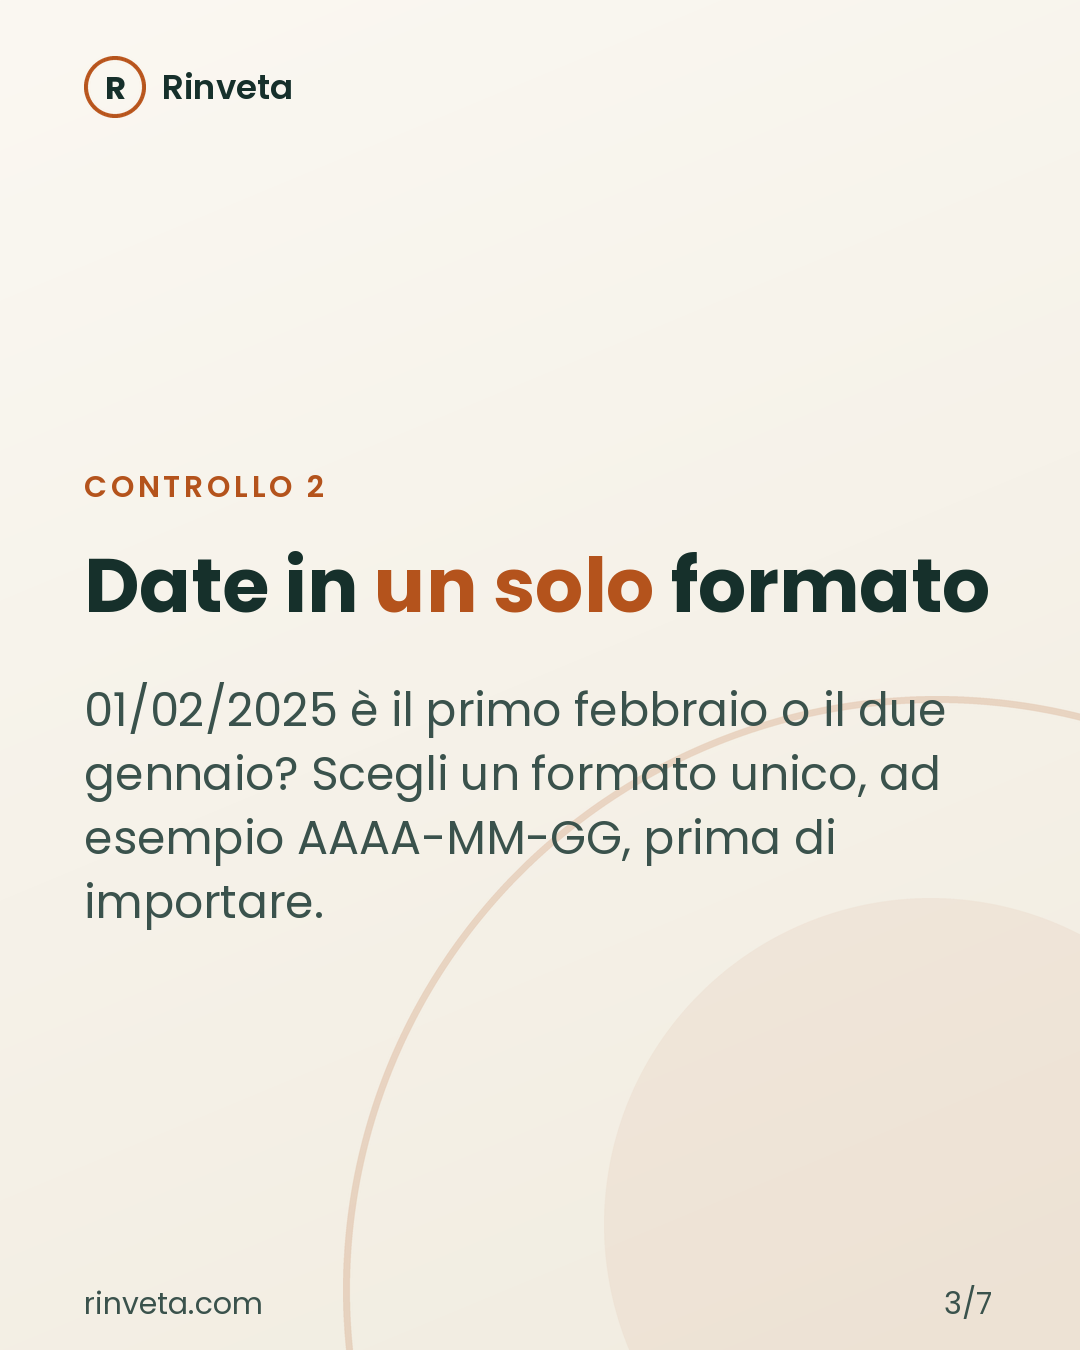 R Rinveta
CONTROLLO 2
Date in un solo formato
01/02/2025 è il primo febbraio o il due
gennaio? Scegli un formato unico, ad
esempio AAAA-MM-GG, prima di
importare.
rinveta.com
3/7